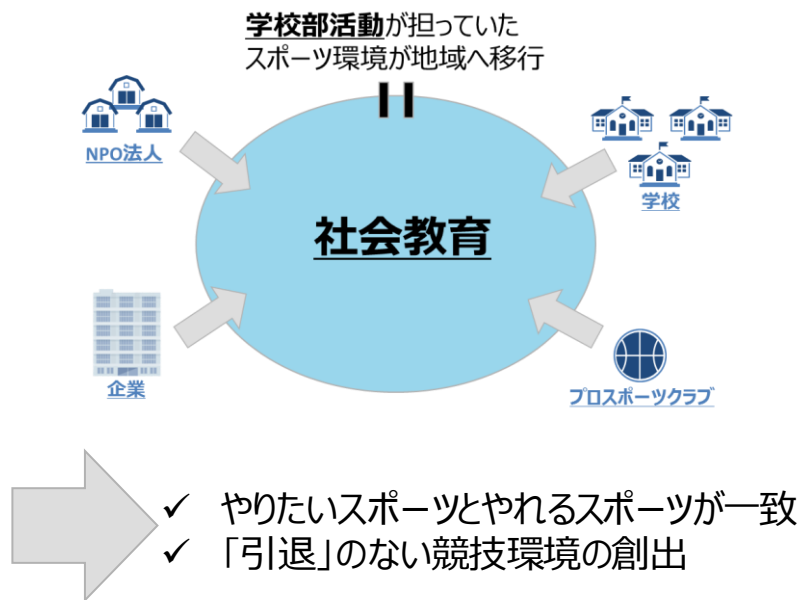 学校部活動が担っていた
スポーツ環境が地域へ移行
NPO法人
学校
社会教育
企業
プロスポーツクラブ
✓ やりたいスポーツとやれるスポーツが一致
✓ 「引退」のない競技環境の創出